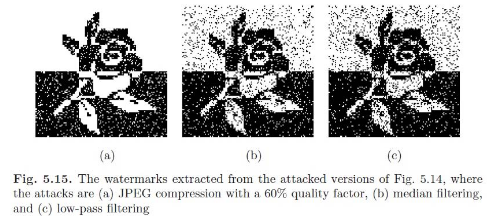 (a)
(b)
(c)
Fig. 5.15. The watermarks extracted from the attacked versions of Fig. 5.14, where
the attacks are (a) JPEG compression with a 60% quality factor, (b) median filtering,
and (c) low-pass filtering